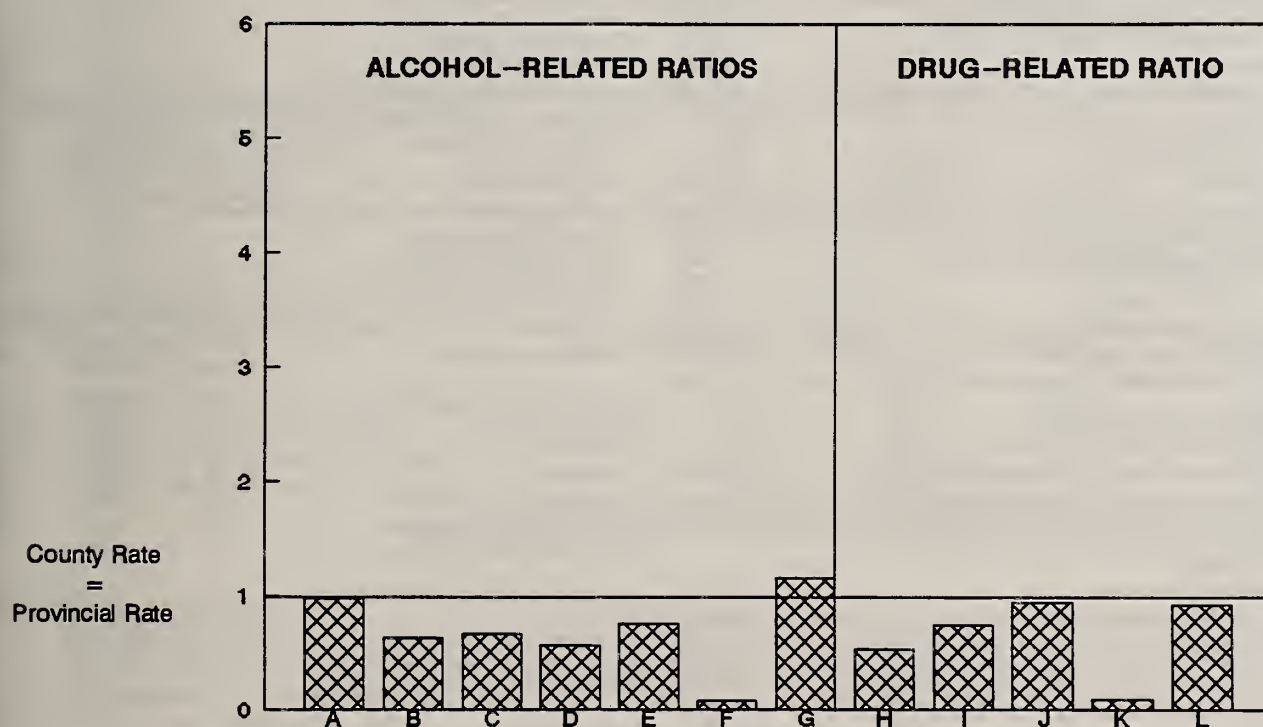 6
ALCOHOL–RELATED RATIOS
DRUG–RELATED RATIO
5
4
3
2
County Rate
=
Provincial Rate
1
0
A B C D E F G H I J K L